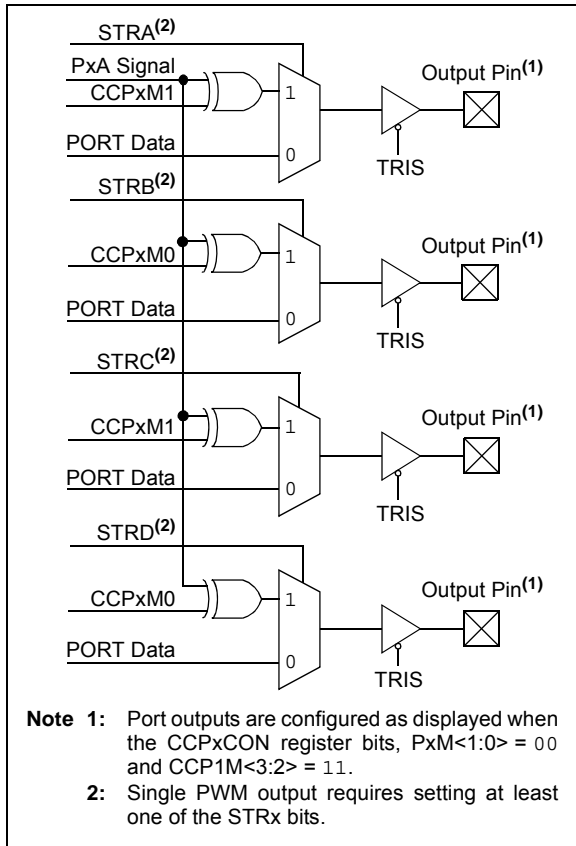 STRA(2)
PxA Signal
CCPxM1
1
Output Pin(1)
PORT Data
0
TRIS
STRB(2)
CCPxM0
1
Output Pin(1)
PORT Data
0
TRIS
STRC(2)
CCPxM1
1
Output Pin(1)
PORT Data
0
TRIS
STRD(2)
CCPxM0
1
Output Pin(1)
PORT Data
0
TRIS
Note 1: Port outputs are configured as displayed when
the CCPxCON register bits, PxM<1:0> = 00
and CCP1M<3:2> = 11.
2: Single PWM output requires setting at least
one of the STRx bits.